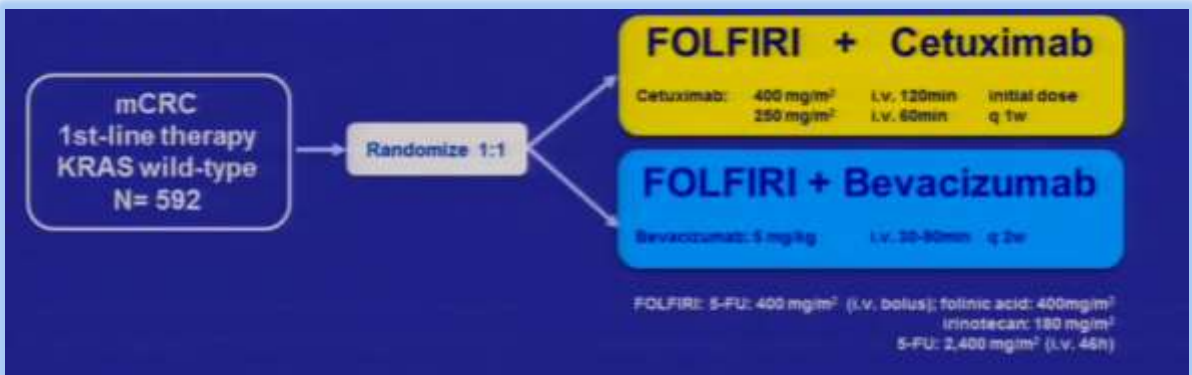 mCRC
1st-line therapy
KRAS wild-type
N= 592
Randomize 1:1
FOLFIRI + Cetuximab
Cetuximab: 400 mg/m² i.v. 120min initial dose
250 mg/m² i.v. 60min q 1w
FOLFIRI + Bevacizumab
Bevacizumab: 5 mg/kg i.v. 30-90min q 2w
FOLFIRI: 5-FU: 400 mg/m² (i.v. bolus); folinic acid: 400mg/m²
irinotecan: 180 mg/m²
5-FU: 2,400 mg/m² (i.v. 46h)